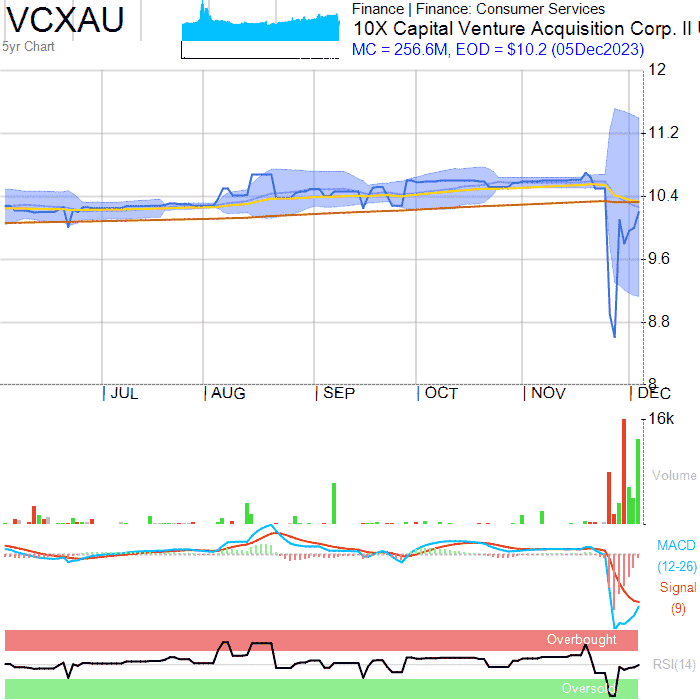 VCXAU
5yr Chart
Finance | Finance: Consumer Services
10X Capital Venture Acquisition Corp. II U
MC = 256.6M, EOD = $10.2 (05Dec2023)
12
11.2
10.4
9.6
8.8
8
JUL AUG SEP OCT NOV DEC
16k
Volume
MACD
(12-26)
Signal
(9)
Overbought
RSI(14)
Oversold